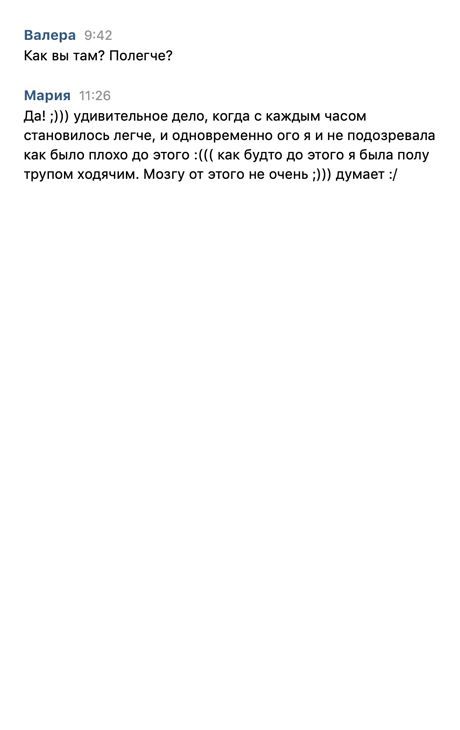 Валера 9:42
Как вы там? Полегче?
Мария 11:26
Да! ;))) удивительное дело, когда с каждым часом
становилось легче, и одновременно ого я и не подозревала
как было плохо до этого :((( как будто до этого я была полу
трупом ходячим. Мозгу от этого не очень ;))) думает :/